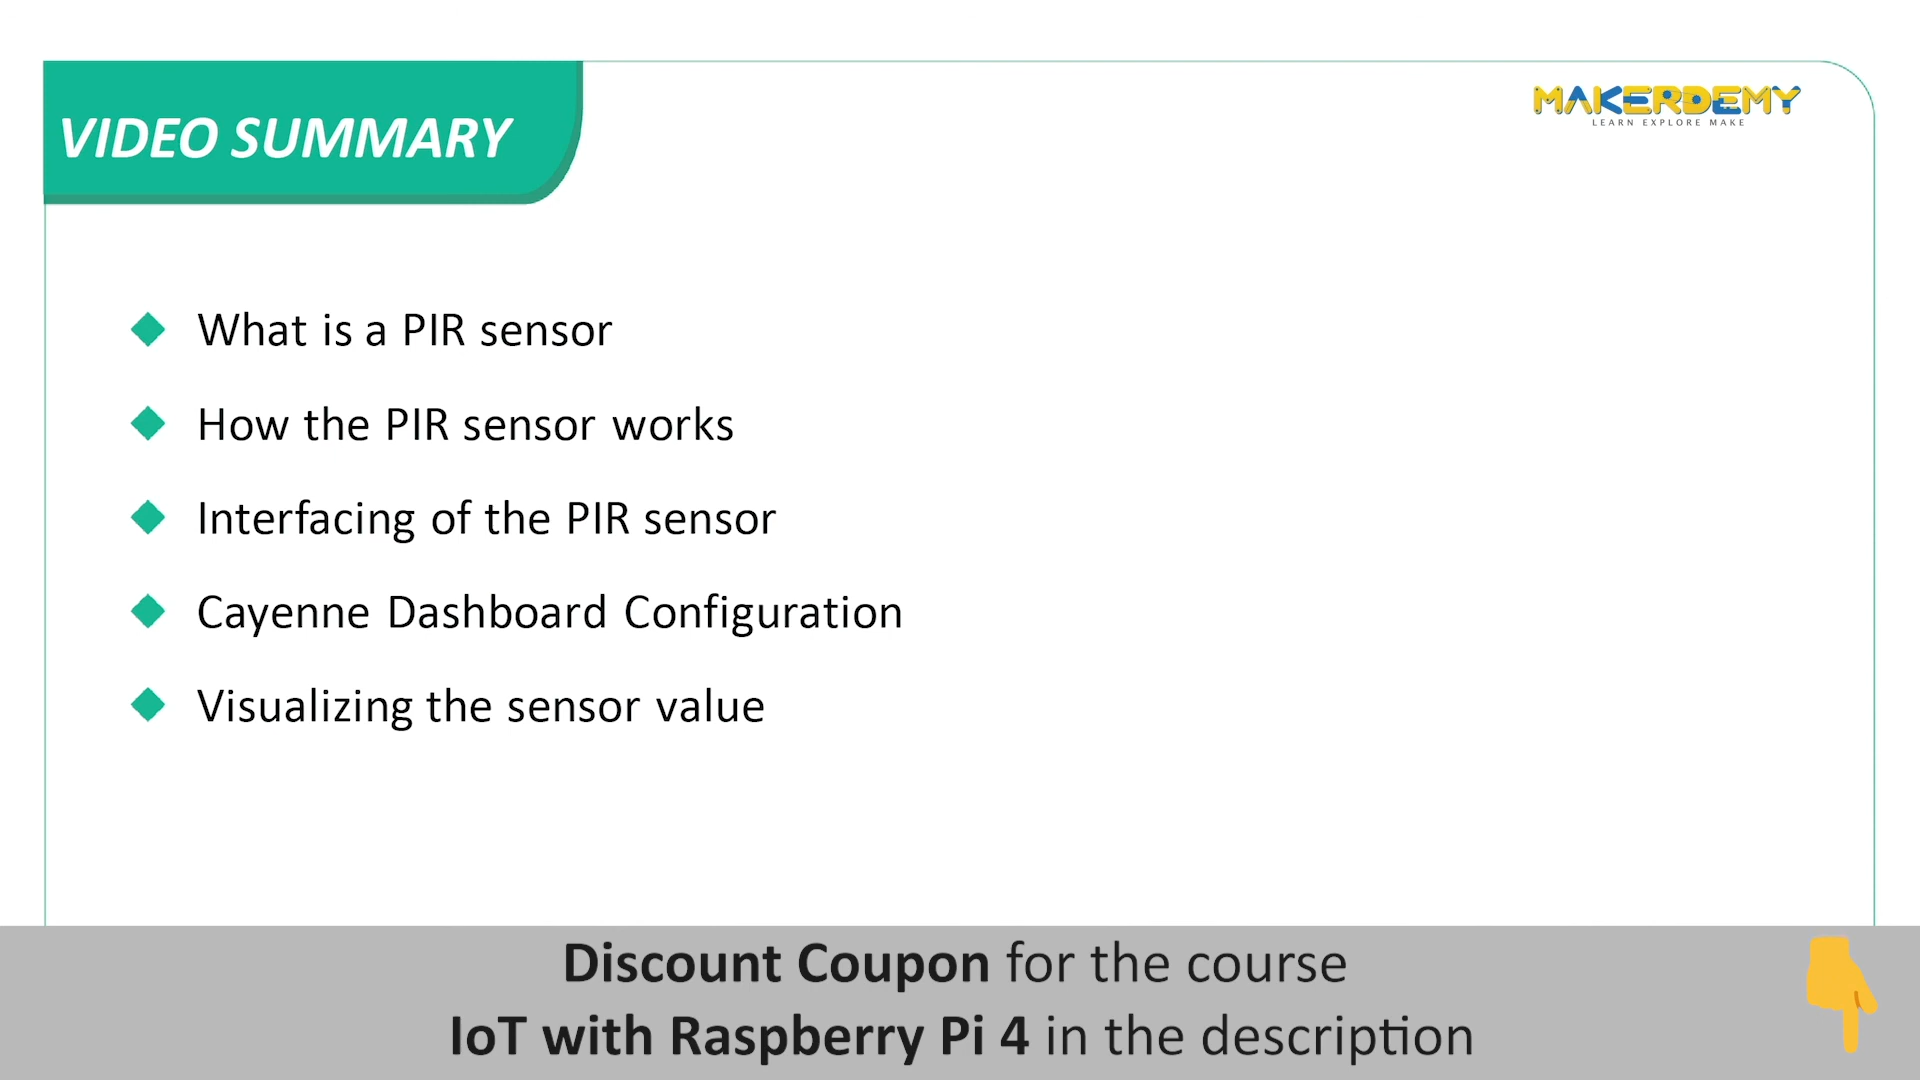 VIDEO SUMMARY
MAKERDEMY
LEARN EXPLORE MAKE
What is a PIR sensor
How the PIR sensor works
Interfacing of the PIR sensor
Cayenne Dashboard Configuration
Visualizing the sensor value
Discount Coupon for the course
IoT with Raspberry Pi 4 in the description